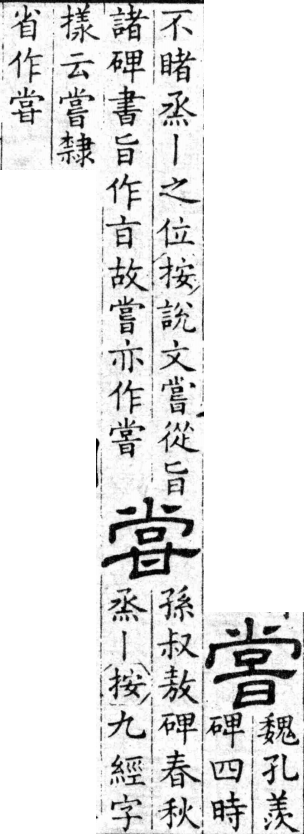 嘗
魏孔羡
碑四時
不睹烝丨之位按說文嘗從旨
諸碑書旨作㫖故嘗亦作甞
甞
孫叔敖碑春秋
烝丨按九經字
樣云嘗隸
省作甞